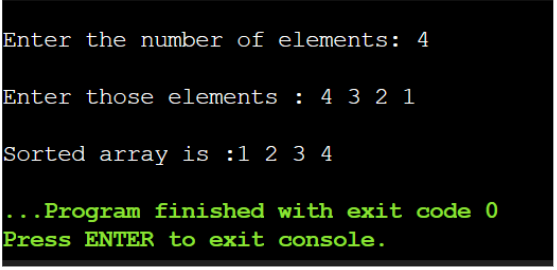 Enter the number of elements: 4
Enter those elements : 4 3 2 1
Sorted array is :1 2 3 4
...Program finished with exit code 0
Press ENTER to exit console.